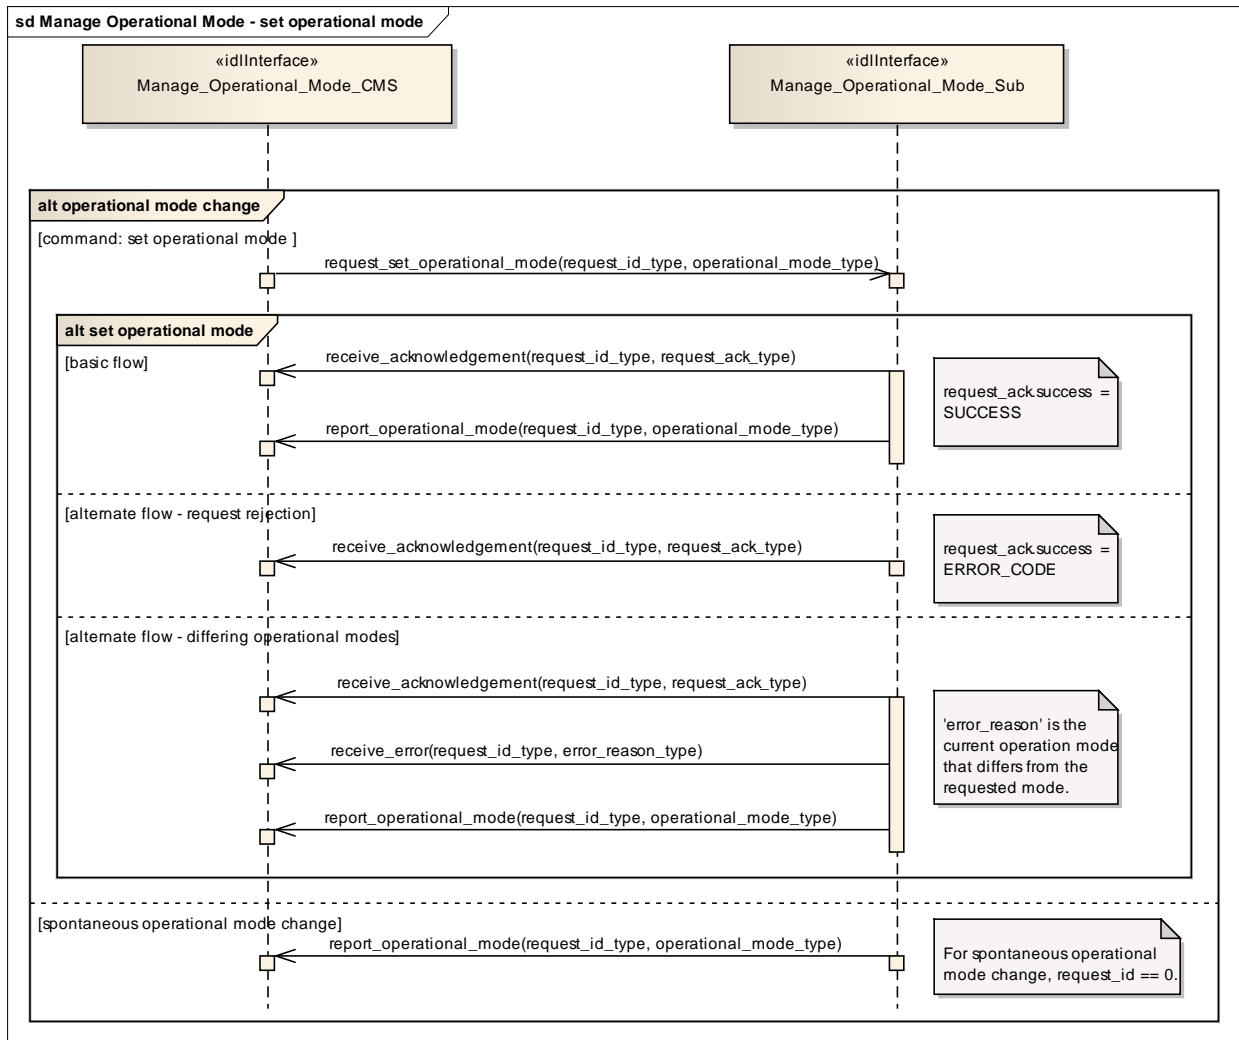 sd Manage Operational Mode - set operational mode
«idlInterface»
Manage_Operational_Mode_CMS
«idlInterface»
Manage_Operational_Mode_Sub
alt operational mode change
[command: set operational mode ]
request_set_operational_mode(request_id_type, operational_mode_type)
alt set operational mode
[basic flow]
receive_acknowledgement(request_id_type, request_ack_type)
request_ack.success =
SUCCESS
report_operational_mode(request_id_type, operational_mode_type)
[alternate flow - request rejection]
receive_acknowledgement(request_id_type, request_ack_type)
request_ack.success =
ERROR_CODE
[alternate flow - differing operational modes]
receive_acknowledgement(request_id_type, request_ack_type)
'error_reason' is the
current operation mode
that differs from the
requested mode.
receive_error(request_id_type, error_reason_type)
report_operational_mode(request_id_type, operational_mode_type)
[spontaneous operational mode change]
report_operational_mode(request_id_type, operational_mode_type)
For spontaneous operational
mode change, request_id == 0.